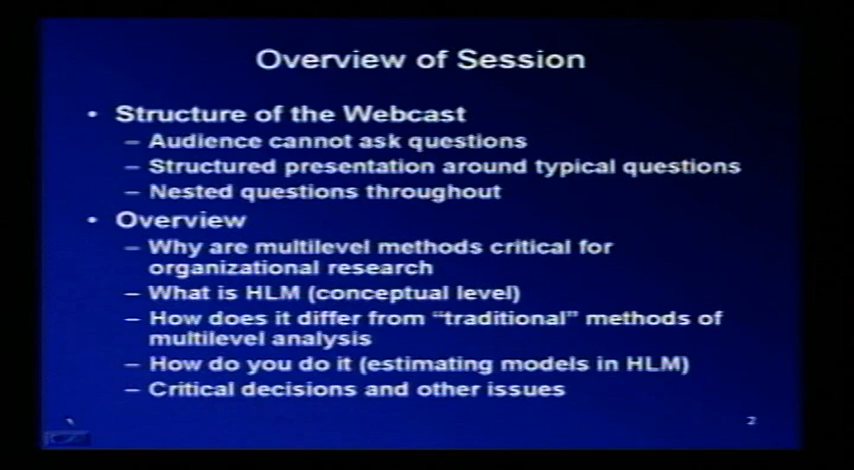 Overview of Session
• Structure of the Webcast
– Audience cannot ask questions
– Structured presentation around typical questions
– Nested questions throughout
• Overview
– Why are multilevel methods critical for
organizational research
– What is HLM (conceptual level)
– How does it differ from “traditional” methods of
multilevel analysis
– How do you do it (estimating models in HLM)
– Critical decisions and other issues
2